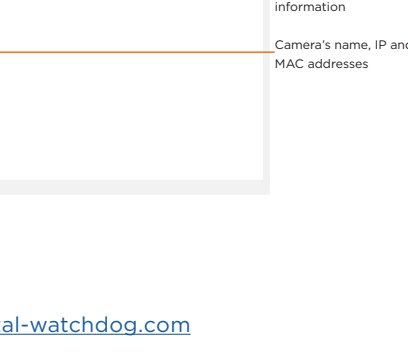 information
Camera's name, IP and
MAC addresses
al-watchdog.com